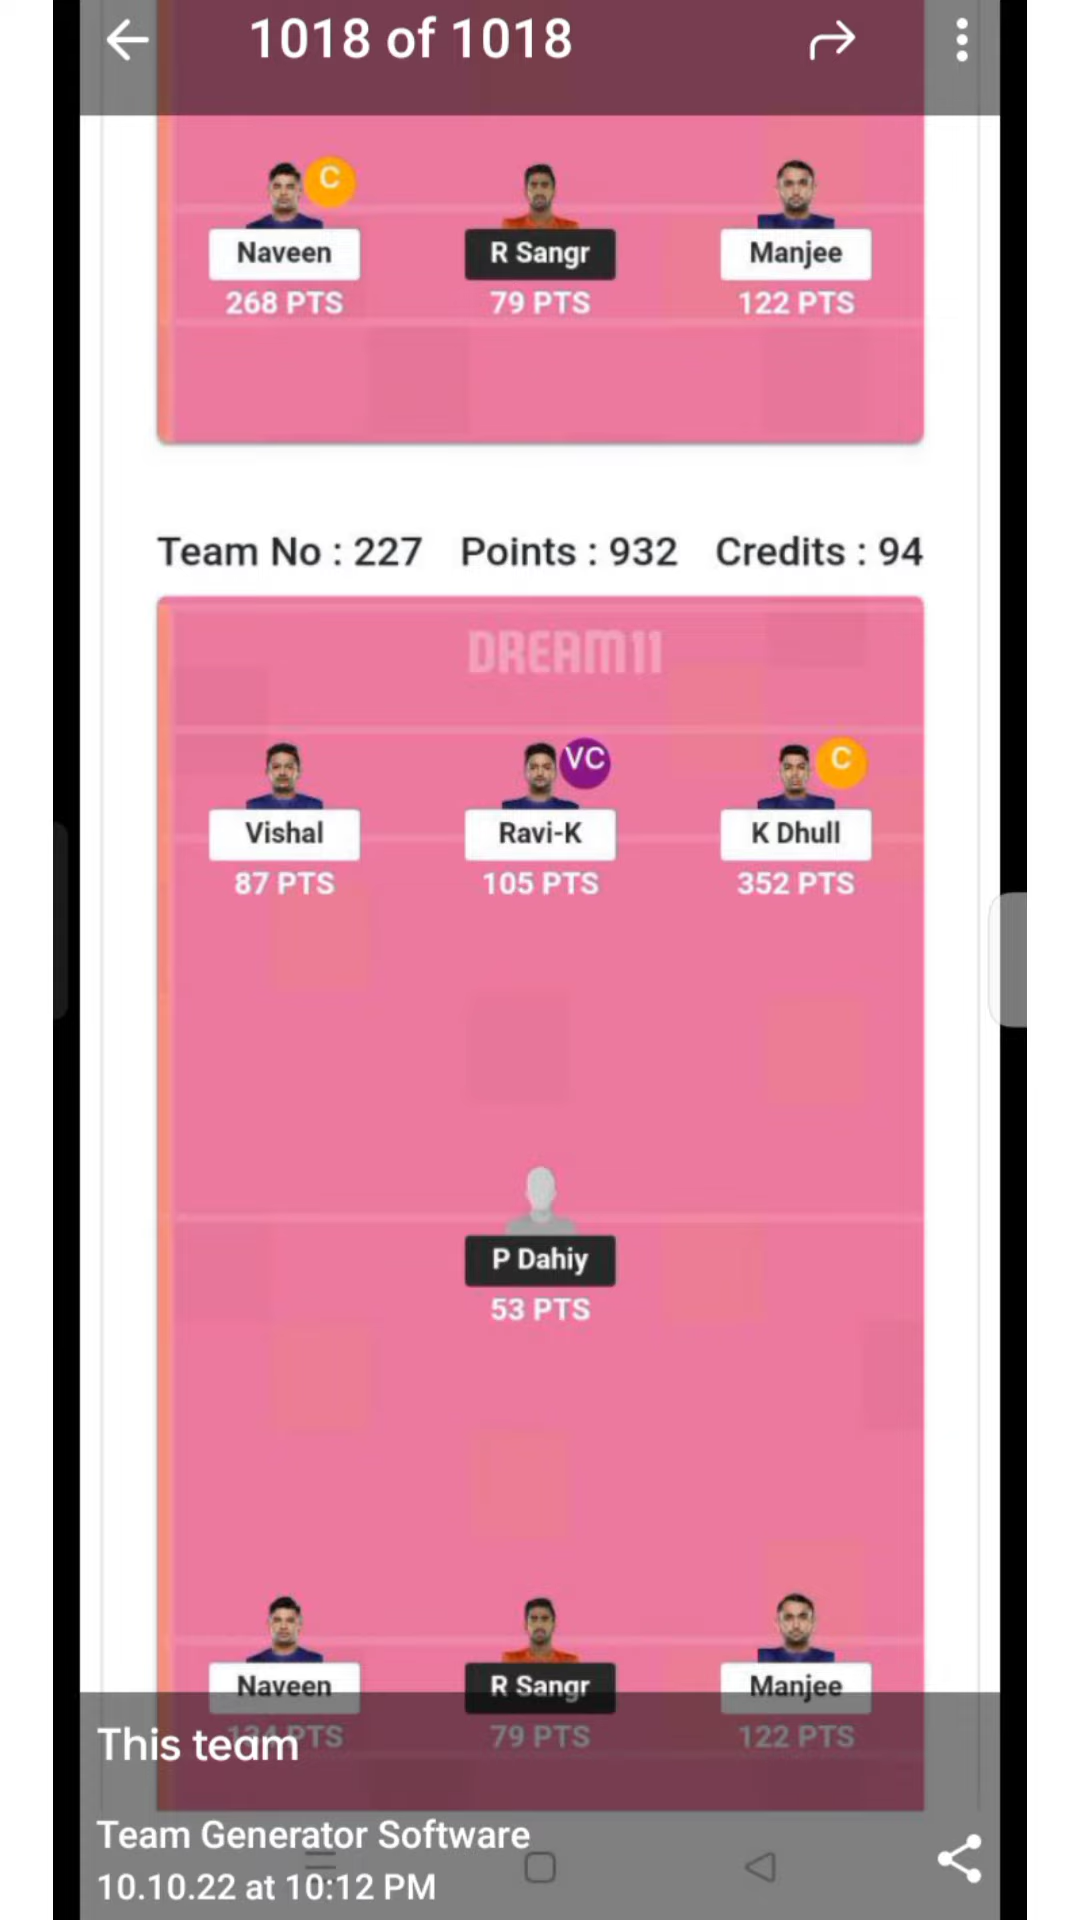 1018 of 1018
C
Naveen R Sangr Manjee
268 PTS 79 PTS 122 PTS
Team No : 227 Points : 932 Credits : 94
DREAM11
VC C
Vishal Ravi-K K Dhull
87 PTS 105 PTS 352 PTS
P Dahiy
53 PTS
Naveen R Sangr Manjee
134 PTS 79 PTS 122 PTS
This team
Team Generator Software
10.10.22 at 10:12 PM